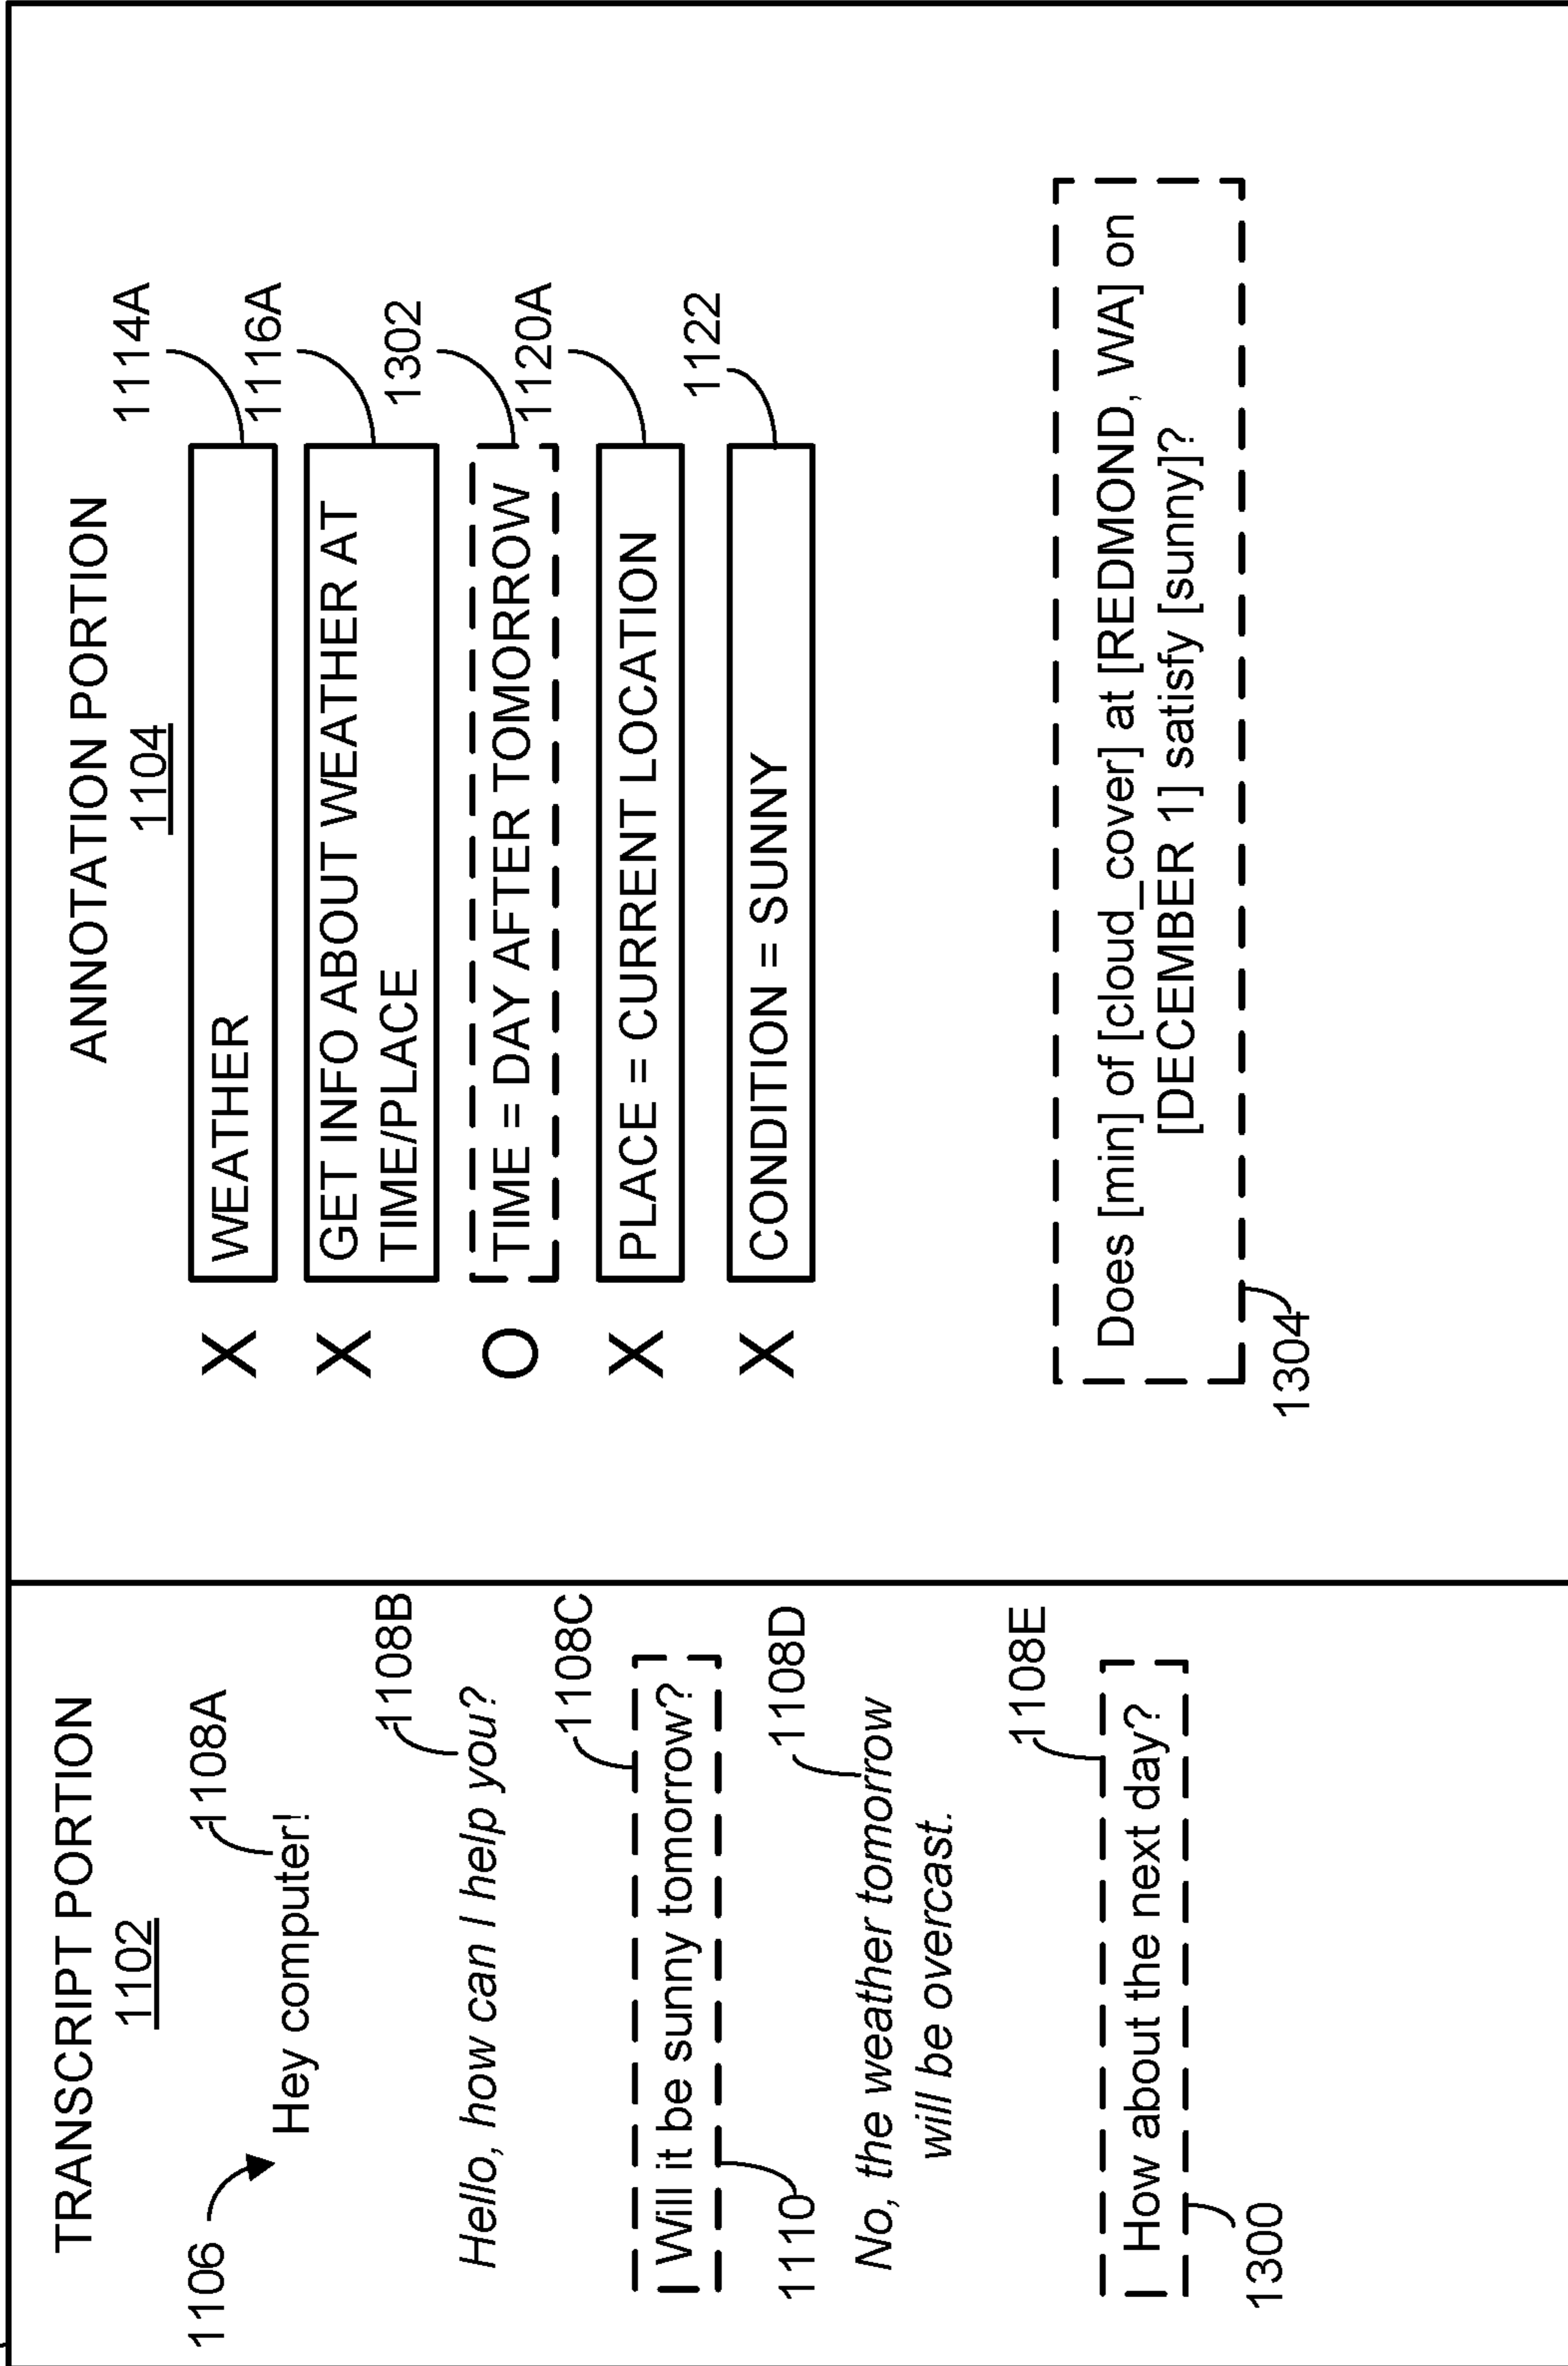 TRANSCRIPT PORTION
1102
1106
1108A
Hey computer!
1108B
Hello, how can I help you?
1108C
Will it be sunny tomorrow?
1110
1108D
No, the weather tomorrow
will be overcast.
1108E
How about the next day?
1300
ANNOTATION PORTION
1104
1114A
X WEATHER
1116A
X GET INFO ABOUT WEATHER AT
TIME/PLACE
1302
O TIME = DAY AFTER TOMORROW
1120A
X PLACE = CURRENT LOCATION
1122
X CONDITION = SUNNY
Does [min] of [cloud_cover] at [REDMOND, WA] on
[DECEMBER 1] satisfy [sunny]?
1304